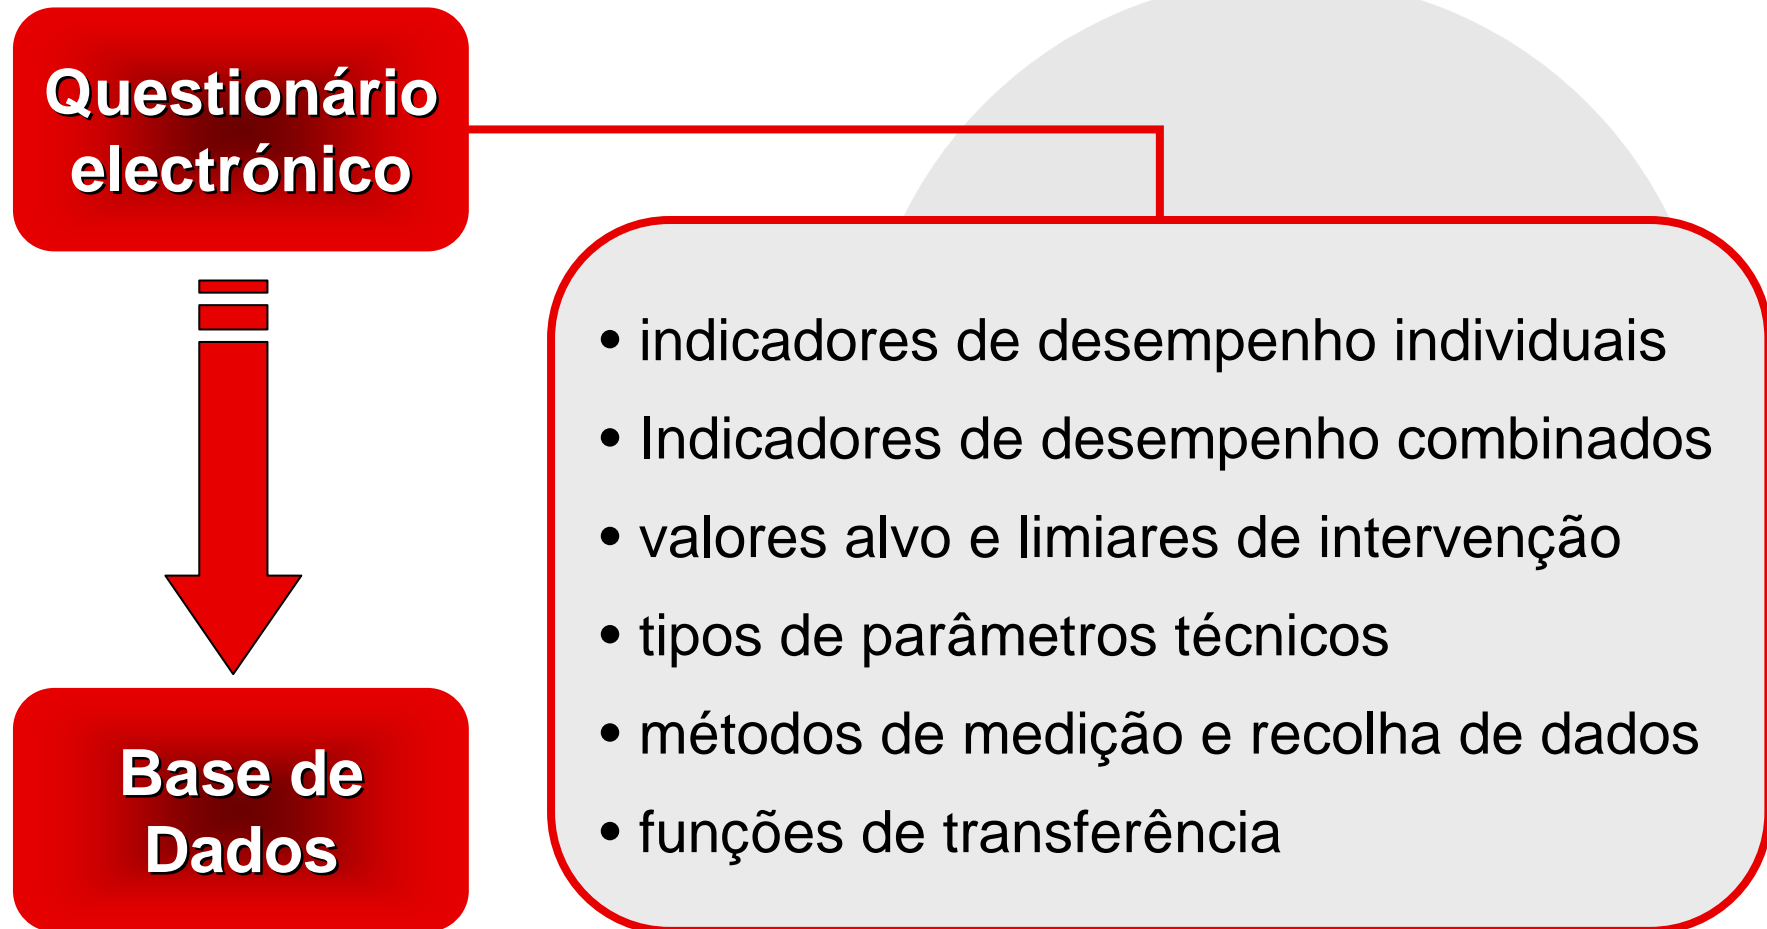 Questionário
electrónico
• indicadores de desempenho individuais
• Indicadores de desempenho combinados
• valores alvo e limiares de intervenção
• tipos de parâmetros técnicos
• métodos de medição e recolha de dados
• funções de transferência
Base de
Dados